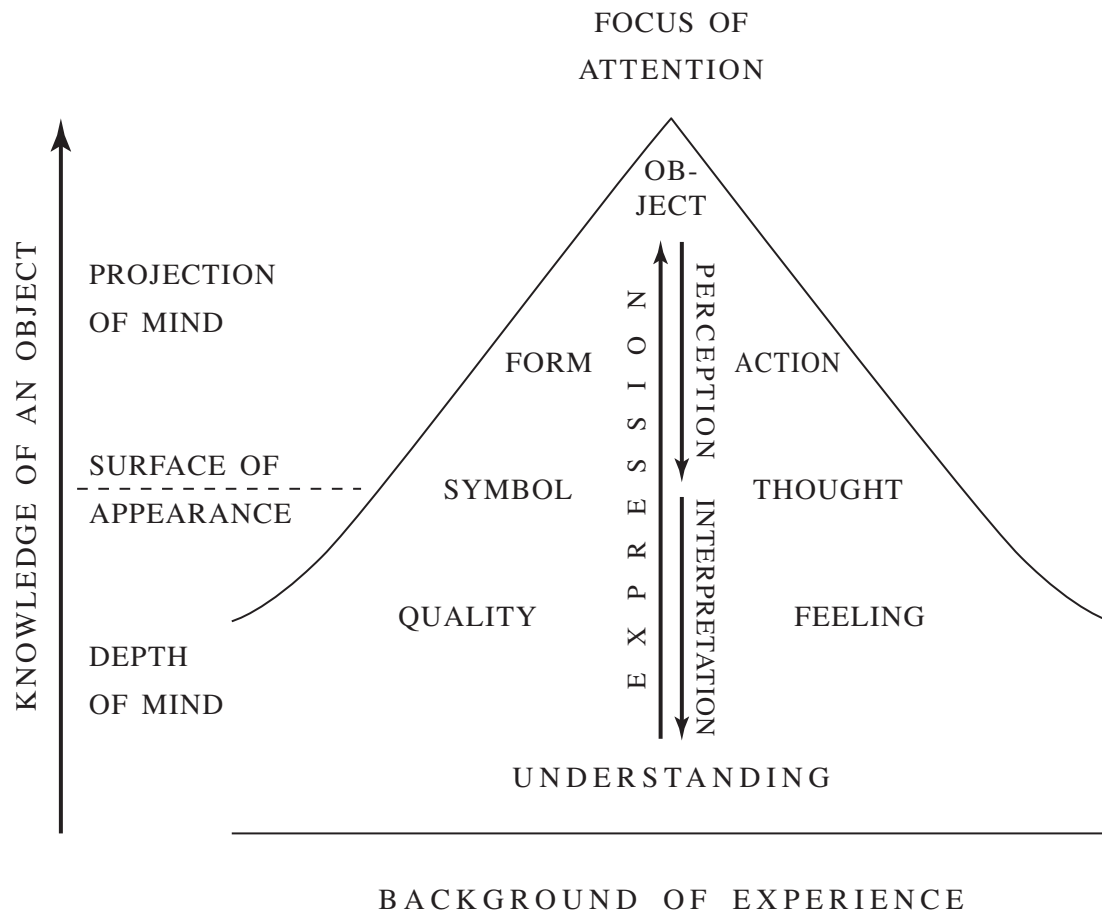 FOCUS OF
ATTENTION
OB-
JECT
KNOWLEDGE OF AN OBJECT
PROJECTION
OF MIND
SURFACE OF
APPEARANCE
DEPTH
OF MIND
FORM
ACTION
SYMBOL
THOUGHT
QUALITY
FEELING
EXPRESSION
PERCEPTION
INTERPRETATION
UNDERSTANDING
BACKGROUND OF EXPERIENCE